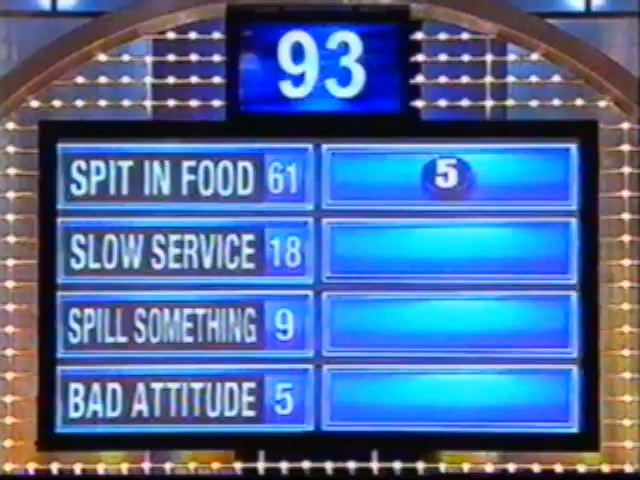 93
SPIT IN FOOD 61
5
SLOW SERVICE 18
SPILL SOMETHING 9
BAD ATTITUDE 5